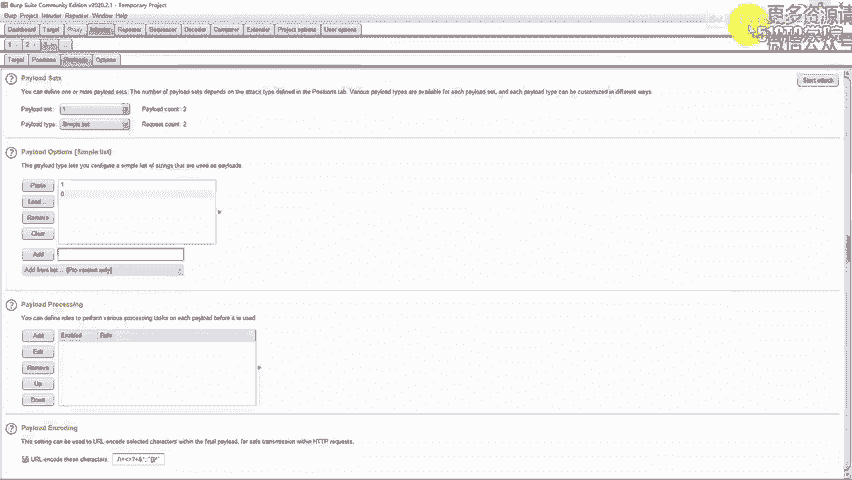 Burp Suite Community Edition v2020.2.1 - Temporary Project
Burp Project Intruder Repeater Window Help
Dashboard Target Proxy Intruder Repeater Sequencer Decoder Comparer Extender Project options User options
1 2 3
Target Positions Payloads Options
更多资源请
微信公众号
Payload Sets
Start attack
You can define one or more payload sets. The number of payload sets depends on the attack type defined in the Positions tab. Various payload types are available for each payload set, and each payload type can be customized in different ways.
Payload set: 1 Payload count: 2
Payload type: Simple list Request count: 2
Payload Options [Simple list]
This payload type lets you configure a simple list of strings that are used as payloads.
Paste 1
Load ... 0
Remove
Clear
Add
Add from list ... [Pro version only]
Payload Processing
You can define rules to perform various processing tasks on each payload before it is used.
Add Enabled Rule
Edit
Remove
Up
Down
Payload Encoding
This setting can be used to URL-encode selected characters within the final payload, for safe transmission within HTTP requests.
URL-encode these characters: